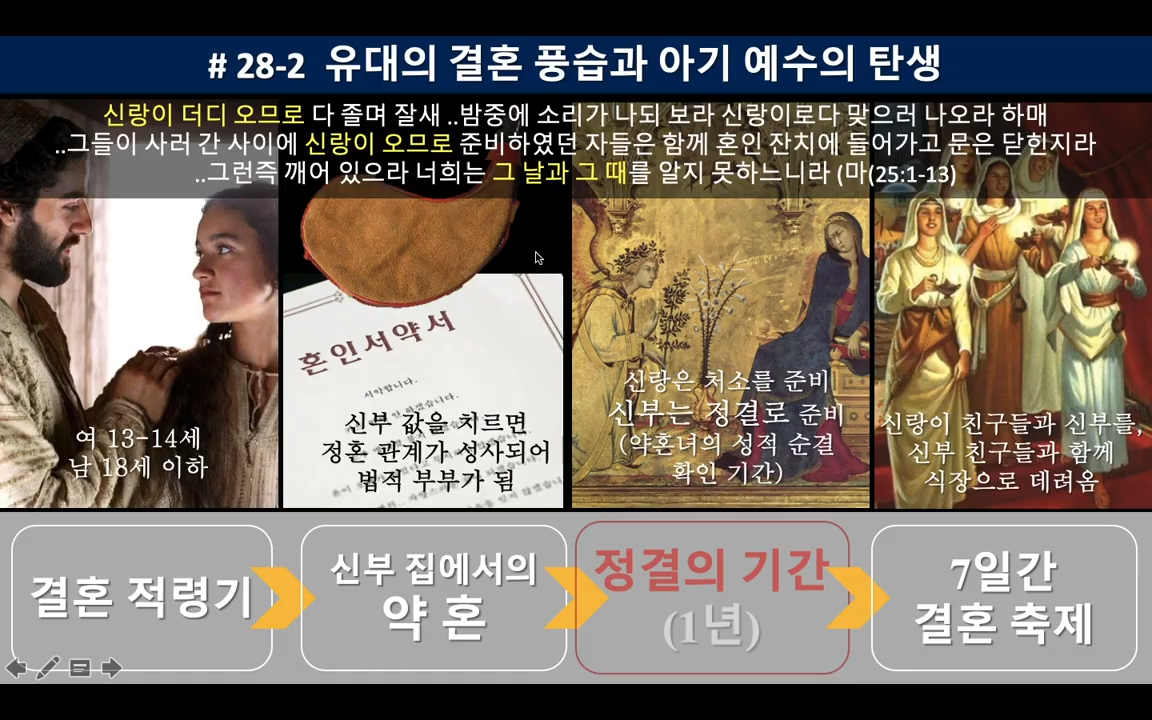 # 28-2 유대의 결혼 풍습과 아기 예수의 탄생
신랑이 더디 오므로 다 졸며 잘새 ..밤중에 소리가 나되 보라 신랑이로다 맞으러 나오라 하매
..그들이 사러 간 사이에 신랑이 오므로 준비하였던 자들은 함께 혼인 잔치에 들어가고 문은 닫힌지라
..그런즉 깨어 있으라 너희는 그 날과 그 때를 알지 못하느니라 (마(25:1-13)
여 13-14세
남 18세 이하
혼인서약서
서약합니다.
신부 값을 치르면
정혼 관계가 성사되어
법적 부부가 됨
신랑은 처소를 준비
신부는 정결로 준비
(약혼녀의 성적 순결
확인 기간)
신랑이 친구들과 신부를,
신부 친구들과 함께
식장으로 데려옴
결혼 적령기
신부 집에서의
약 혼
정결의 기간
(1년)
7일간
결혼 축제